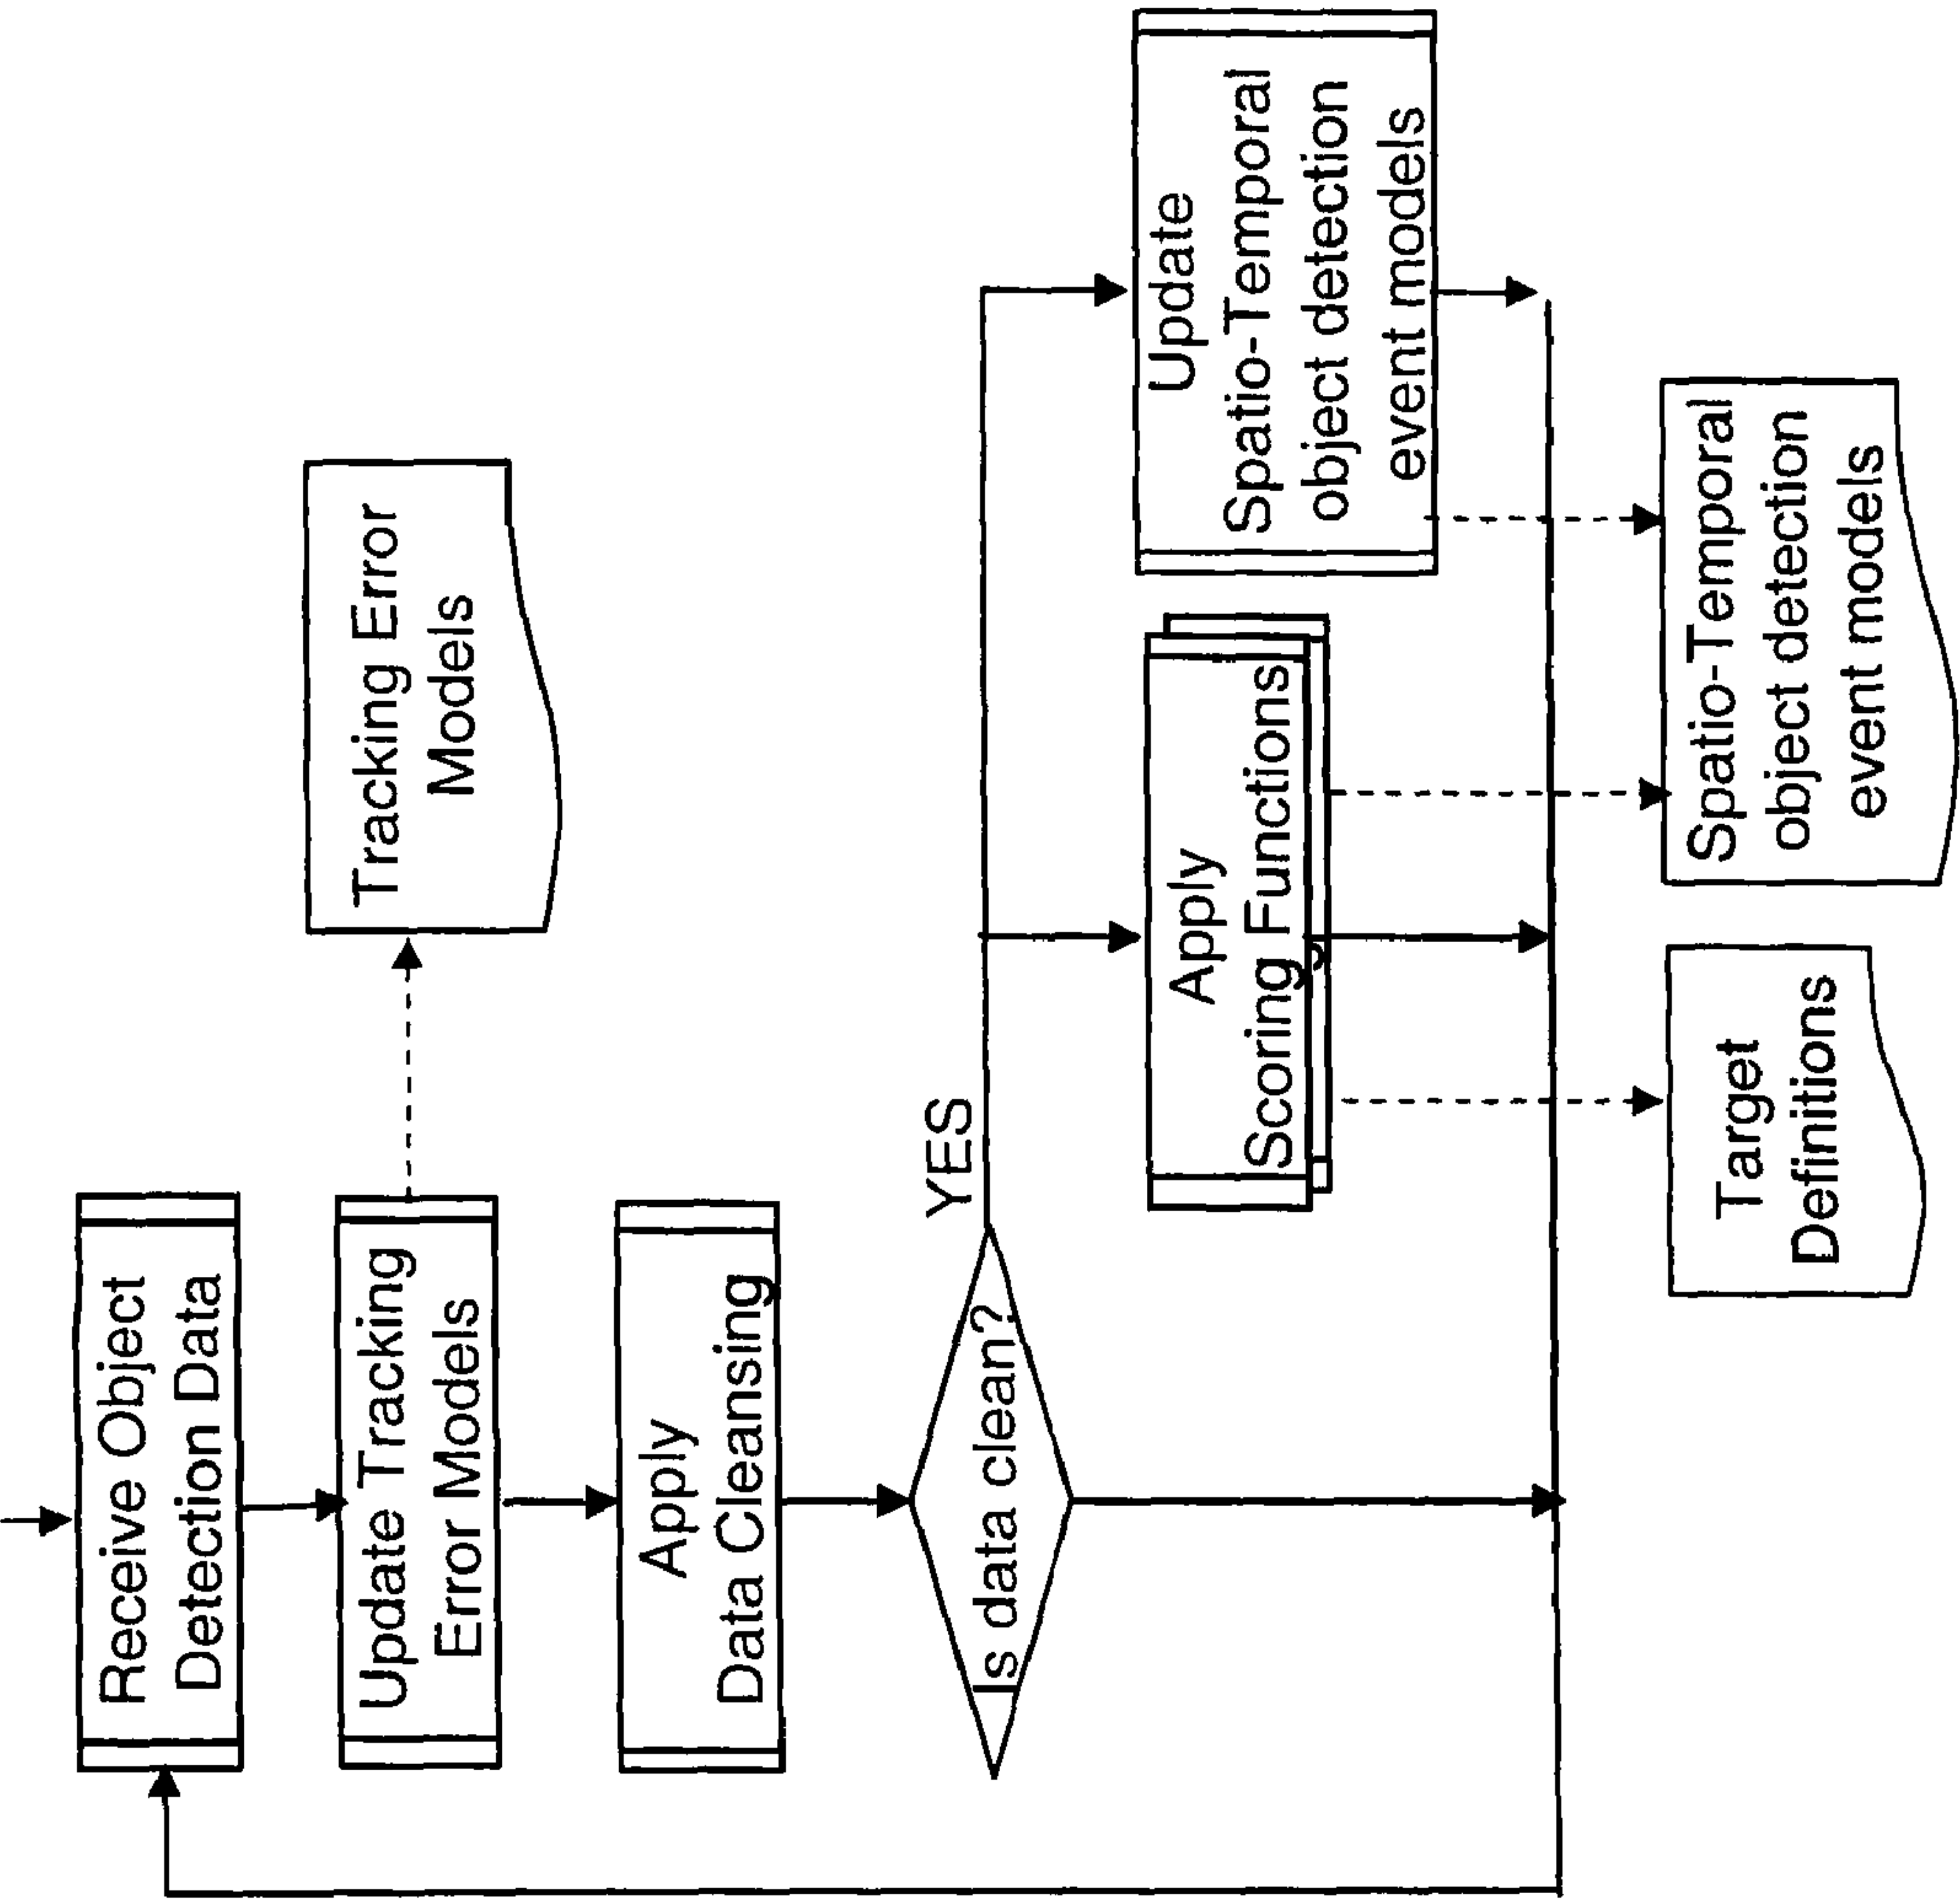 Receive Object
Detection Data
Update Tracking
Error Models
Tracking Error
Models
Apply
Data Cleansing
Is data clean?
YES
Apply
Scoring Functions
Update
Spatio-Temporal
object detection
event models
Target
Definitions
Spatio-Temporal
object detection
event models